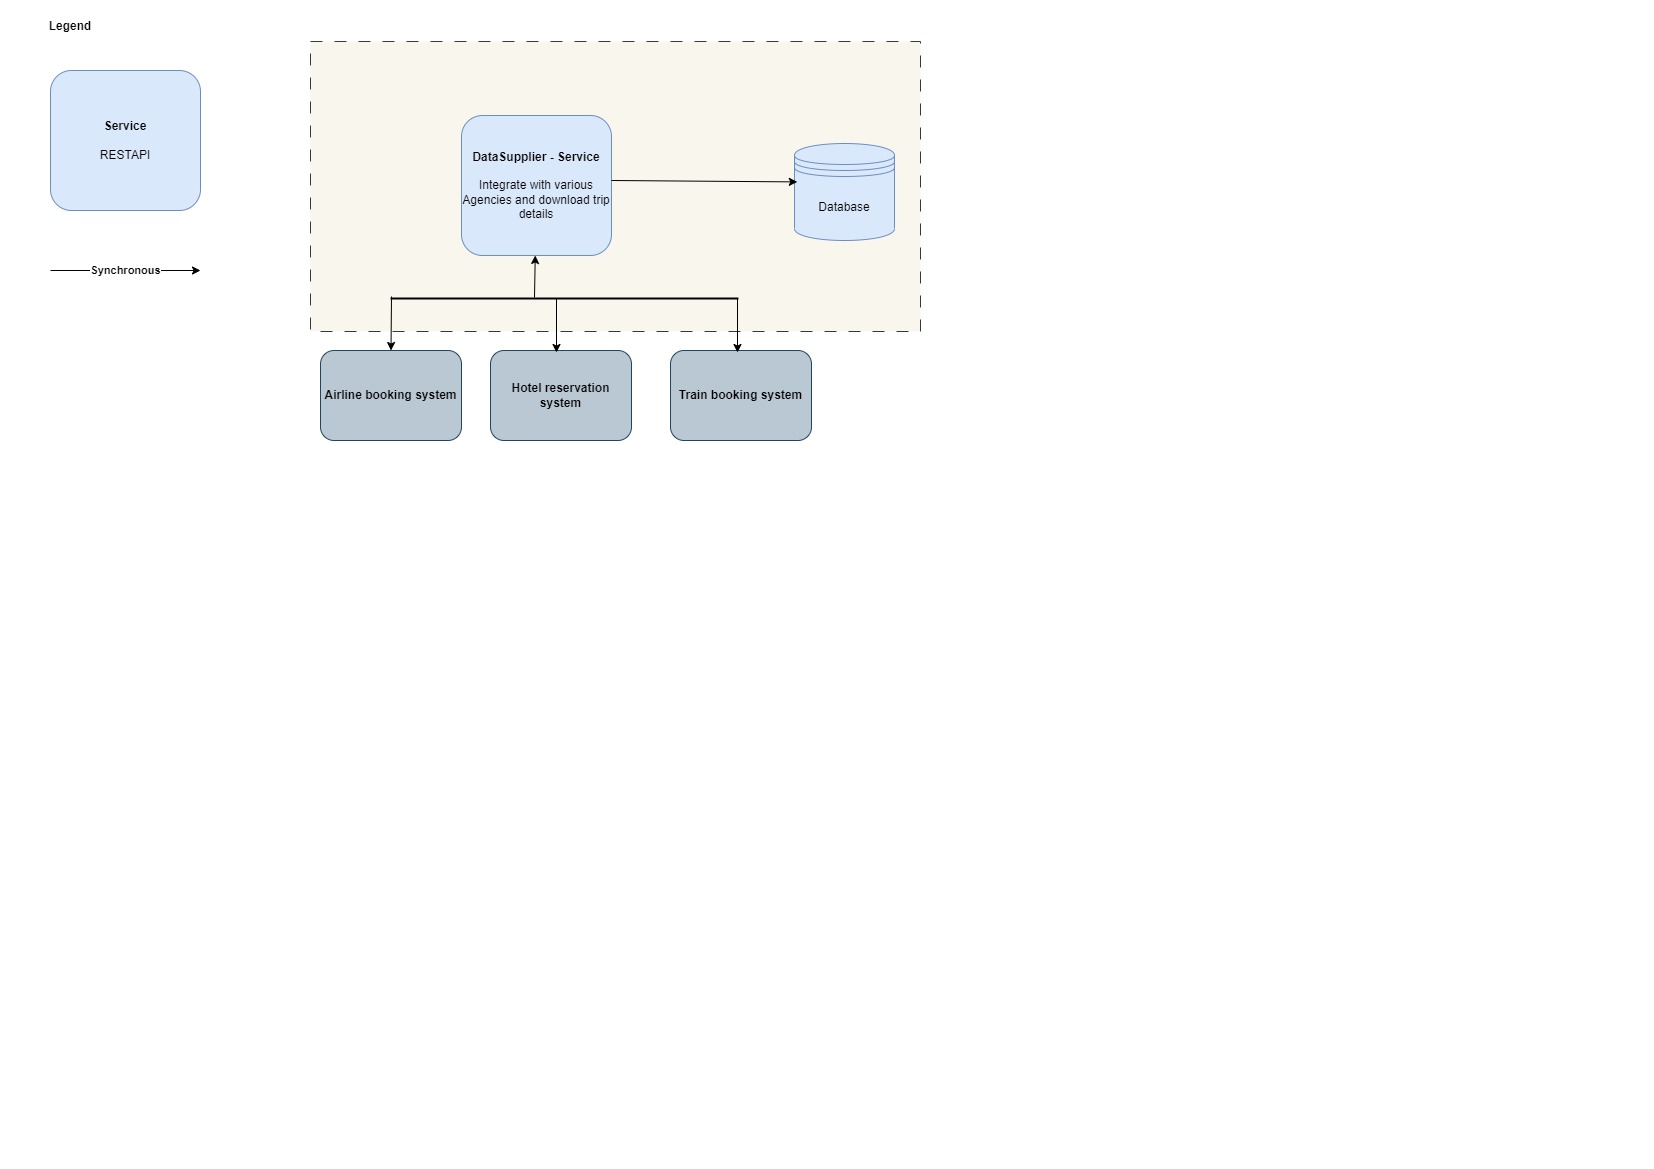 Legend
Service
RESTAPI
Synchronous
DataSupplier - Service
Integrate with various
Agencies and download trip
details
Database
Airline booking system
Hotel reservation
system
Train booking system